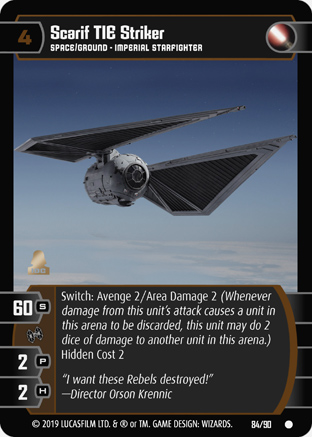 4
Scarif TIE Striker
SPACE/GROUND - IMPERIAL STARFIGHTER
60 S
Switch: Avenge 2/Area Damage 2 (Whenever
damage from this unit's attack causes a unit in
this arena to be discarded, this unit may do 2
dice of damage to another unit in this arena.)
Hidden Cost 2
2 P
2 H
"I want these Rebels destroyed!"
—Director Orson Krennic
© 2019 LUCASFILM LTD. & ® or TM. GAME DESIGN: WIZARDS.
84/90